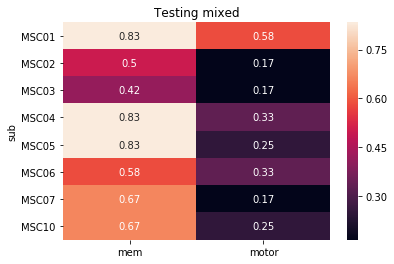 Testing mixed
MSC01 0.83 0.58
MSC02 0.5 0.17
MSC03 0.42 0.17
MSC04 0.83 0.33
MSC05 0.83 0.25
MSC06 0.58 0.33
MSC07 0.67 0.17
MSC10 0.67 0.25
sub
mem motor
0.75
0.60
0.45
0.30